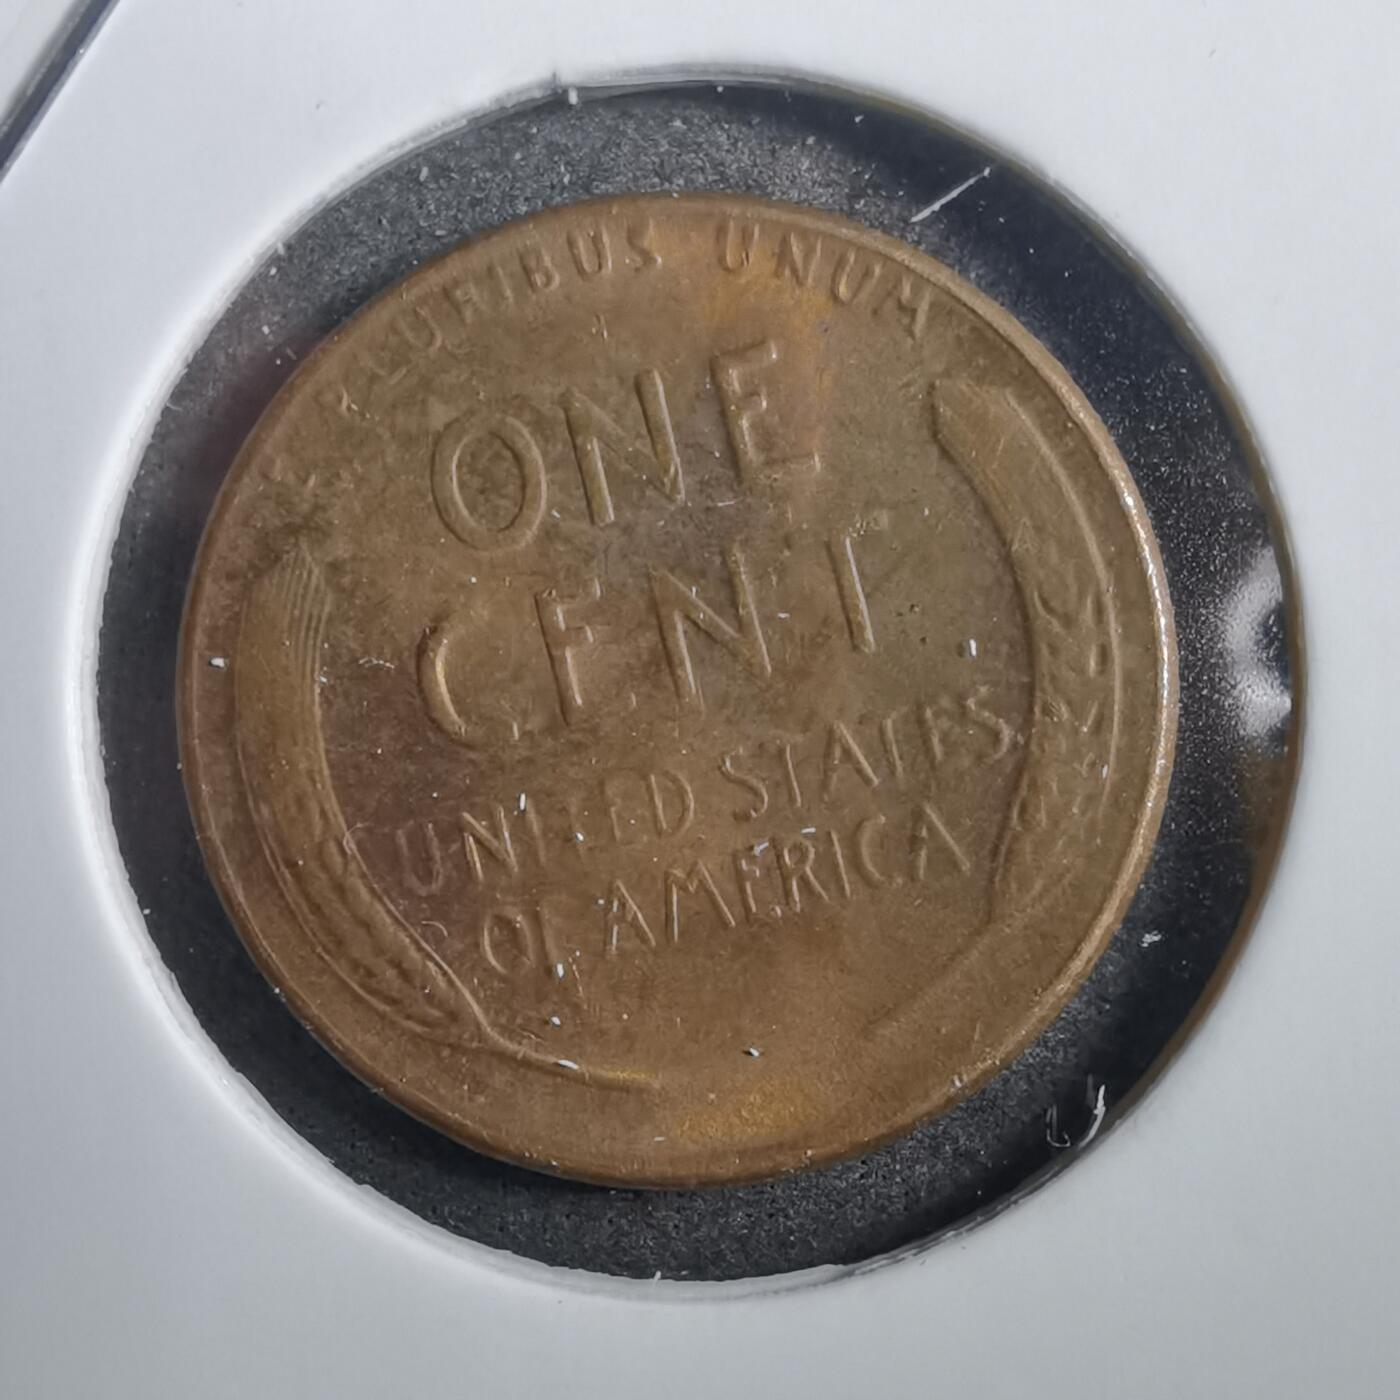 PLURIBUS UNUM
ONE
CENT
UNITED STATES
OF AMERICA